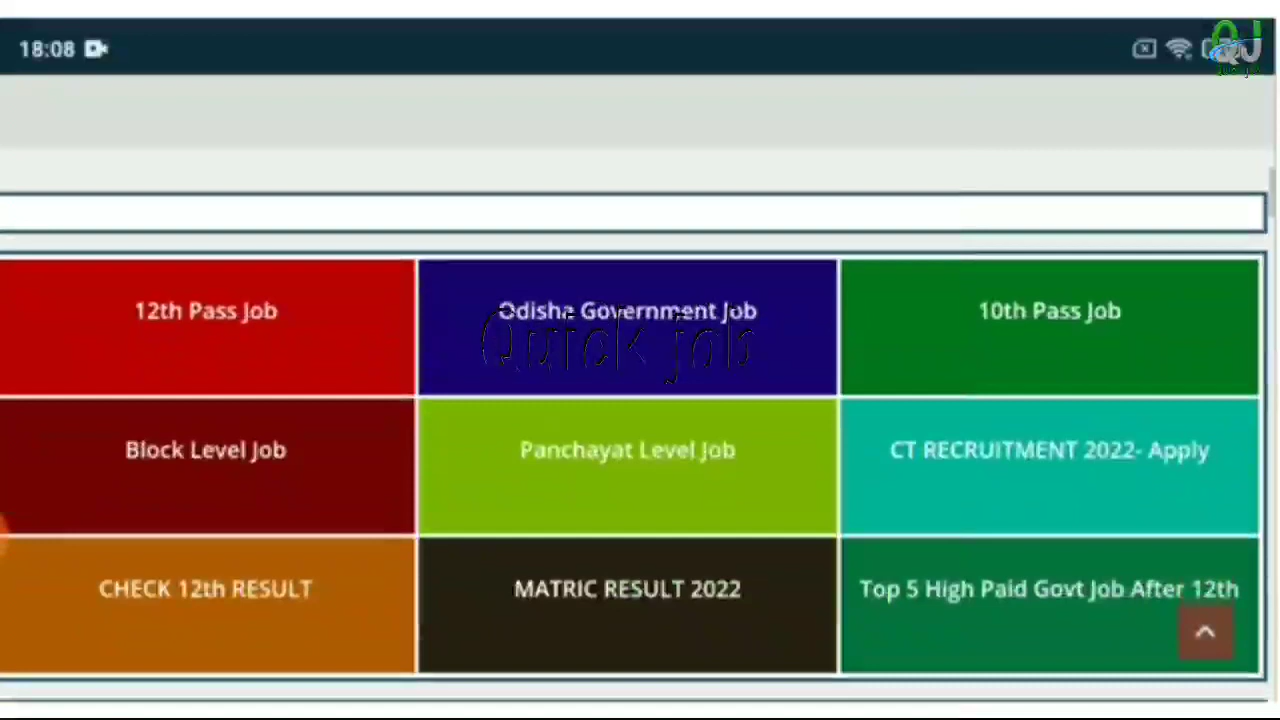 18:08
QJ
12th Pass Job
Odisha Government Job
10th Pass Job
Quick job
Block Level Job
Panchayat Level Job
CT RECRUITMENT 2022- Apply
CHECK 12th RESULT
MATRIC RESULT 2022
Top 5 High Paid Govt Job After 12th